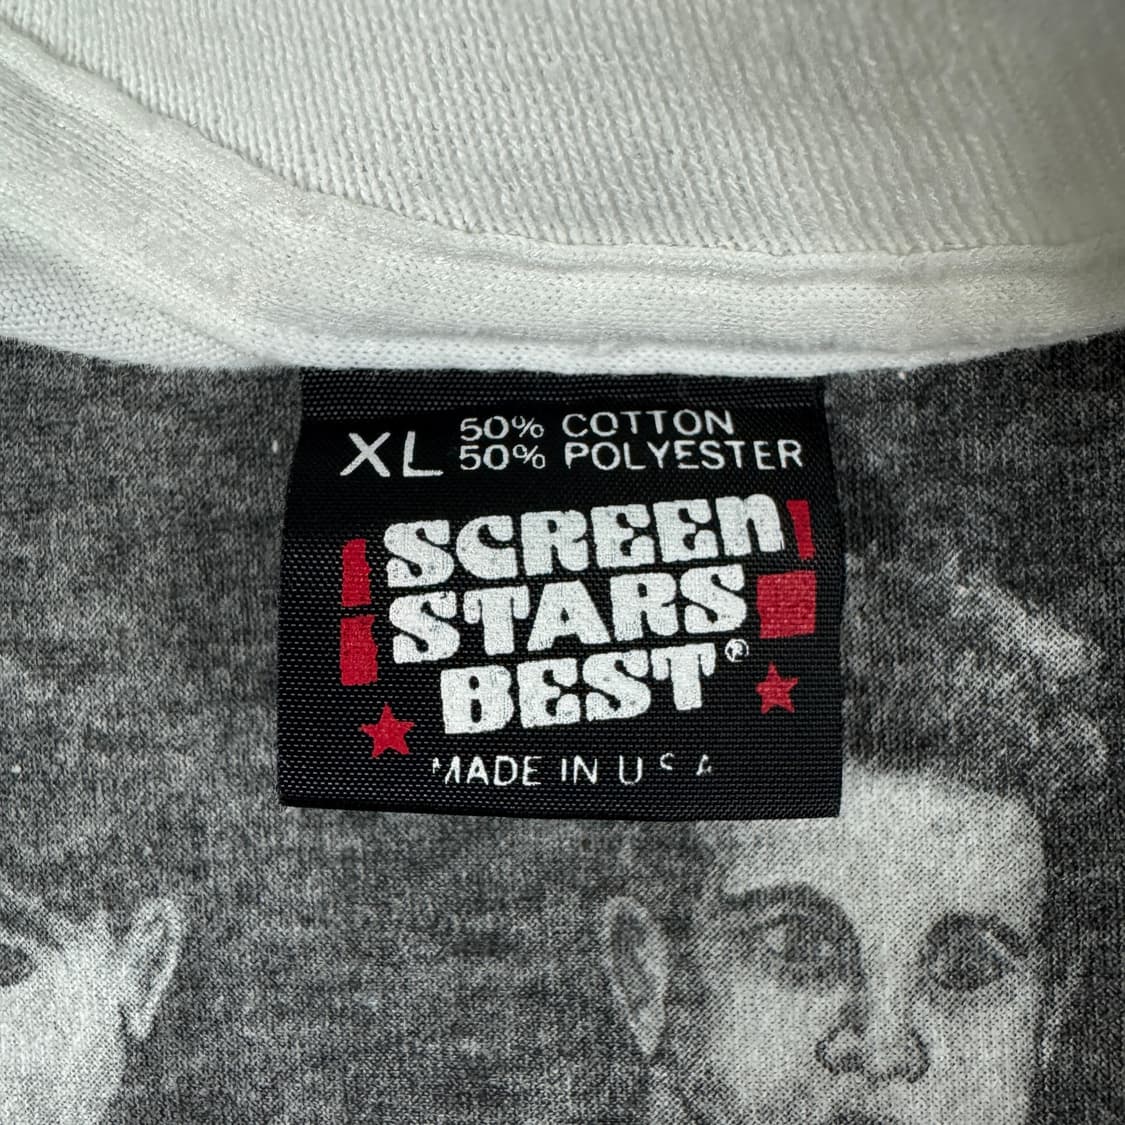 XL 50% COTTON
50% POLYESTER
SCREEN
STARS
BEST®
MADE IN U S A